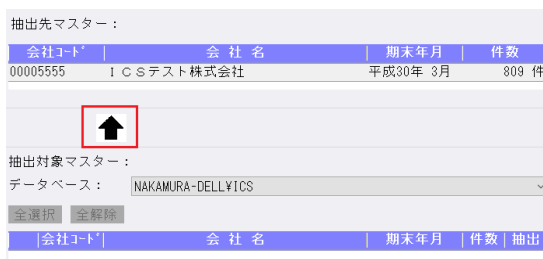 抽出先マスター：
会社ｺｰﾄﾞ | 会 社 名 | 期末年月 | 件数
00005555 ＩＣＳテスト株式会社 平成30年 3月 809 件
抽出対象マスター：
データベース： NAKAMURA-DELL¥ICS
全選択 全解除
|会社ｺｰﾄﾞ| 会 社 名 | 期末年月 |件数|抽出